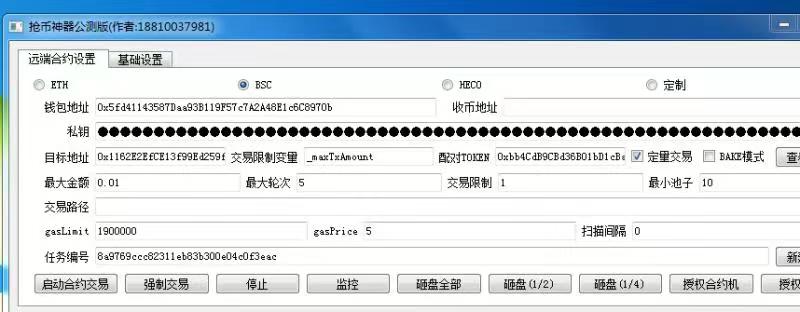 抢币神器公测版(作者:18810037981)
远端合约设置 基础设置
ETH BSC HECO 定制
钱包地址 0x5fd41143587Daa93B119F57c7A2A48E1c6C8970b 收币地址
私钥 ●●●●●●●●●●●●●●●●●●●●●●●●●●●●●●●●●●●●●●●●●●●●●●●●●●●●●●●●
目标地址 0x1162E2EfCE13f99Ed259f 交易限制变量 _maxTxAmount 配对TOKEN 0xbb4CdB9CBd36B01bD1cBa 定量交易 BAKE模式
最大金额 0.01 最大轮次 5 交易限制 1 最小池子 10
交易路径
gasLimit 1900000 gasPrice 5 扫描间隔 0
任务编号 8a9769ccc82311eb83b300e04c0f3eac
启动合约交易 强制交易 停止 监控 砸盘全部 砸盘(1/2) 砸盘(1/4) 授权合约机 授权